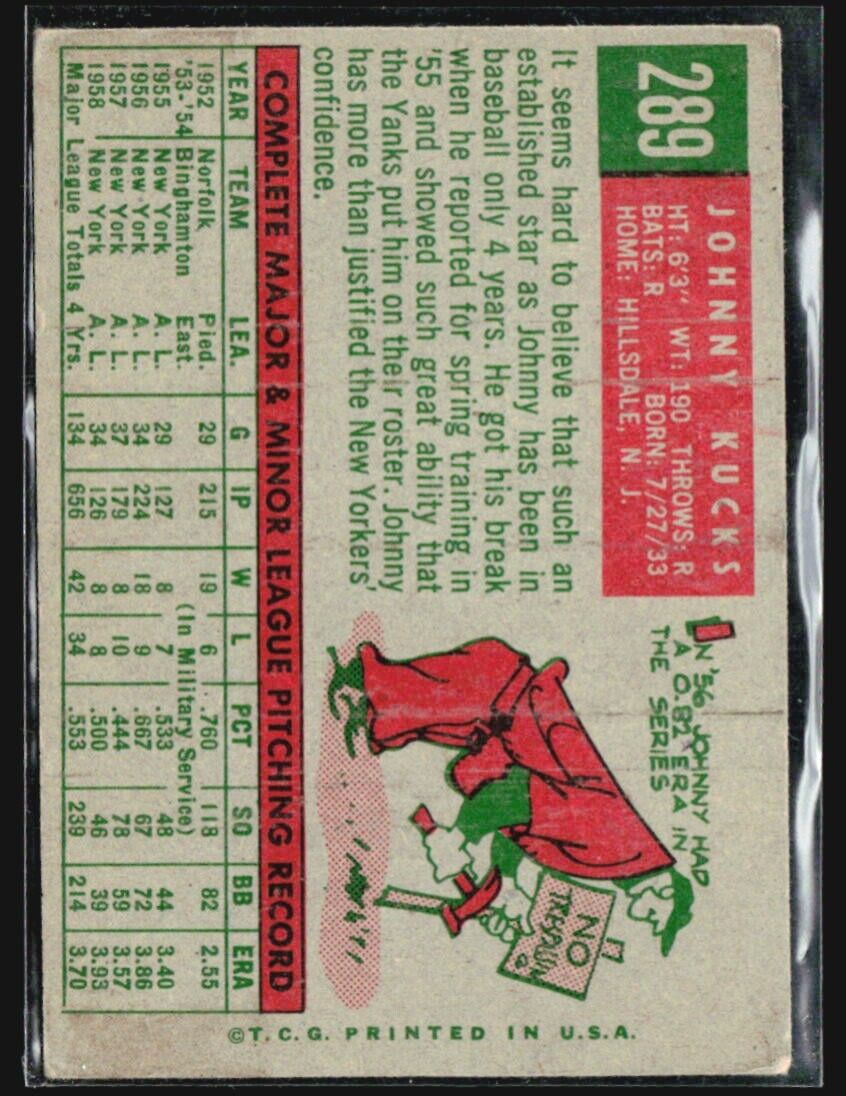 289
JOHNNY KUCKS
HT: 6'3" WT: 190 THROWS: R
BATS: R BORN: 7/27/33
HOME: HILLSDALE, N. J.
It seems hard to believe that such an
established star as Johnny has been in
baseball only 4 years. He got his break
when he reported for spring training in
'55 and showed such great ability that
the Yanks put him on their roster. Johnny
has more than justified the New Yorkers'
confidence.
IN '56 JOHNNY HAD
A 0.82 ERA IN
THE SERIES
NO
COMPLETE MAJOR & MINOR LEAGUE PITCHING RECORD
YEAR TEAM LEA. G IP W L PCT SO BB ERA
1952 Norfolk Pied. 29 215 19 6 .760 118 82 2.55
'53-'54 Binghamton East. (In Military Service)
1955 New York A. L. 29 127 8 7 .533 48 44 3.40
1956 New York A. L. 34 224 18 9 .667 67 72 3.86
1957 New York A. L. 37 179 8 10 .444 78 59 3.57
1958 New York A. L. 34 126 8 8 .500 46 39 3.93
Major League Totals 4 Yrs. 134 656 42 34 .553 239 214 3.70
©T.C.G. PRINTED IN U.S.A.